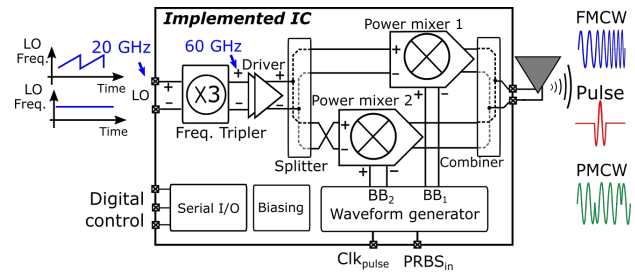 Implemented IC
Power mixer 1
FMCW
LO
Freq.
20 GHz
60 GHz
Driver
Time
LO
X3
Power mixer 2
Pulse
LO
Freq.
Time
Freq. Tripler
Splitter
Combiner
PMCW
Digital
control
Serial I/O
Biasing
BB2
BB1
Waveform generator
Clkpulse
PRBSin
+
−
+
−
+
−
+
−
+
−
+
−
+
−
+
−